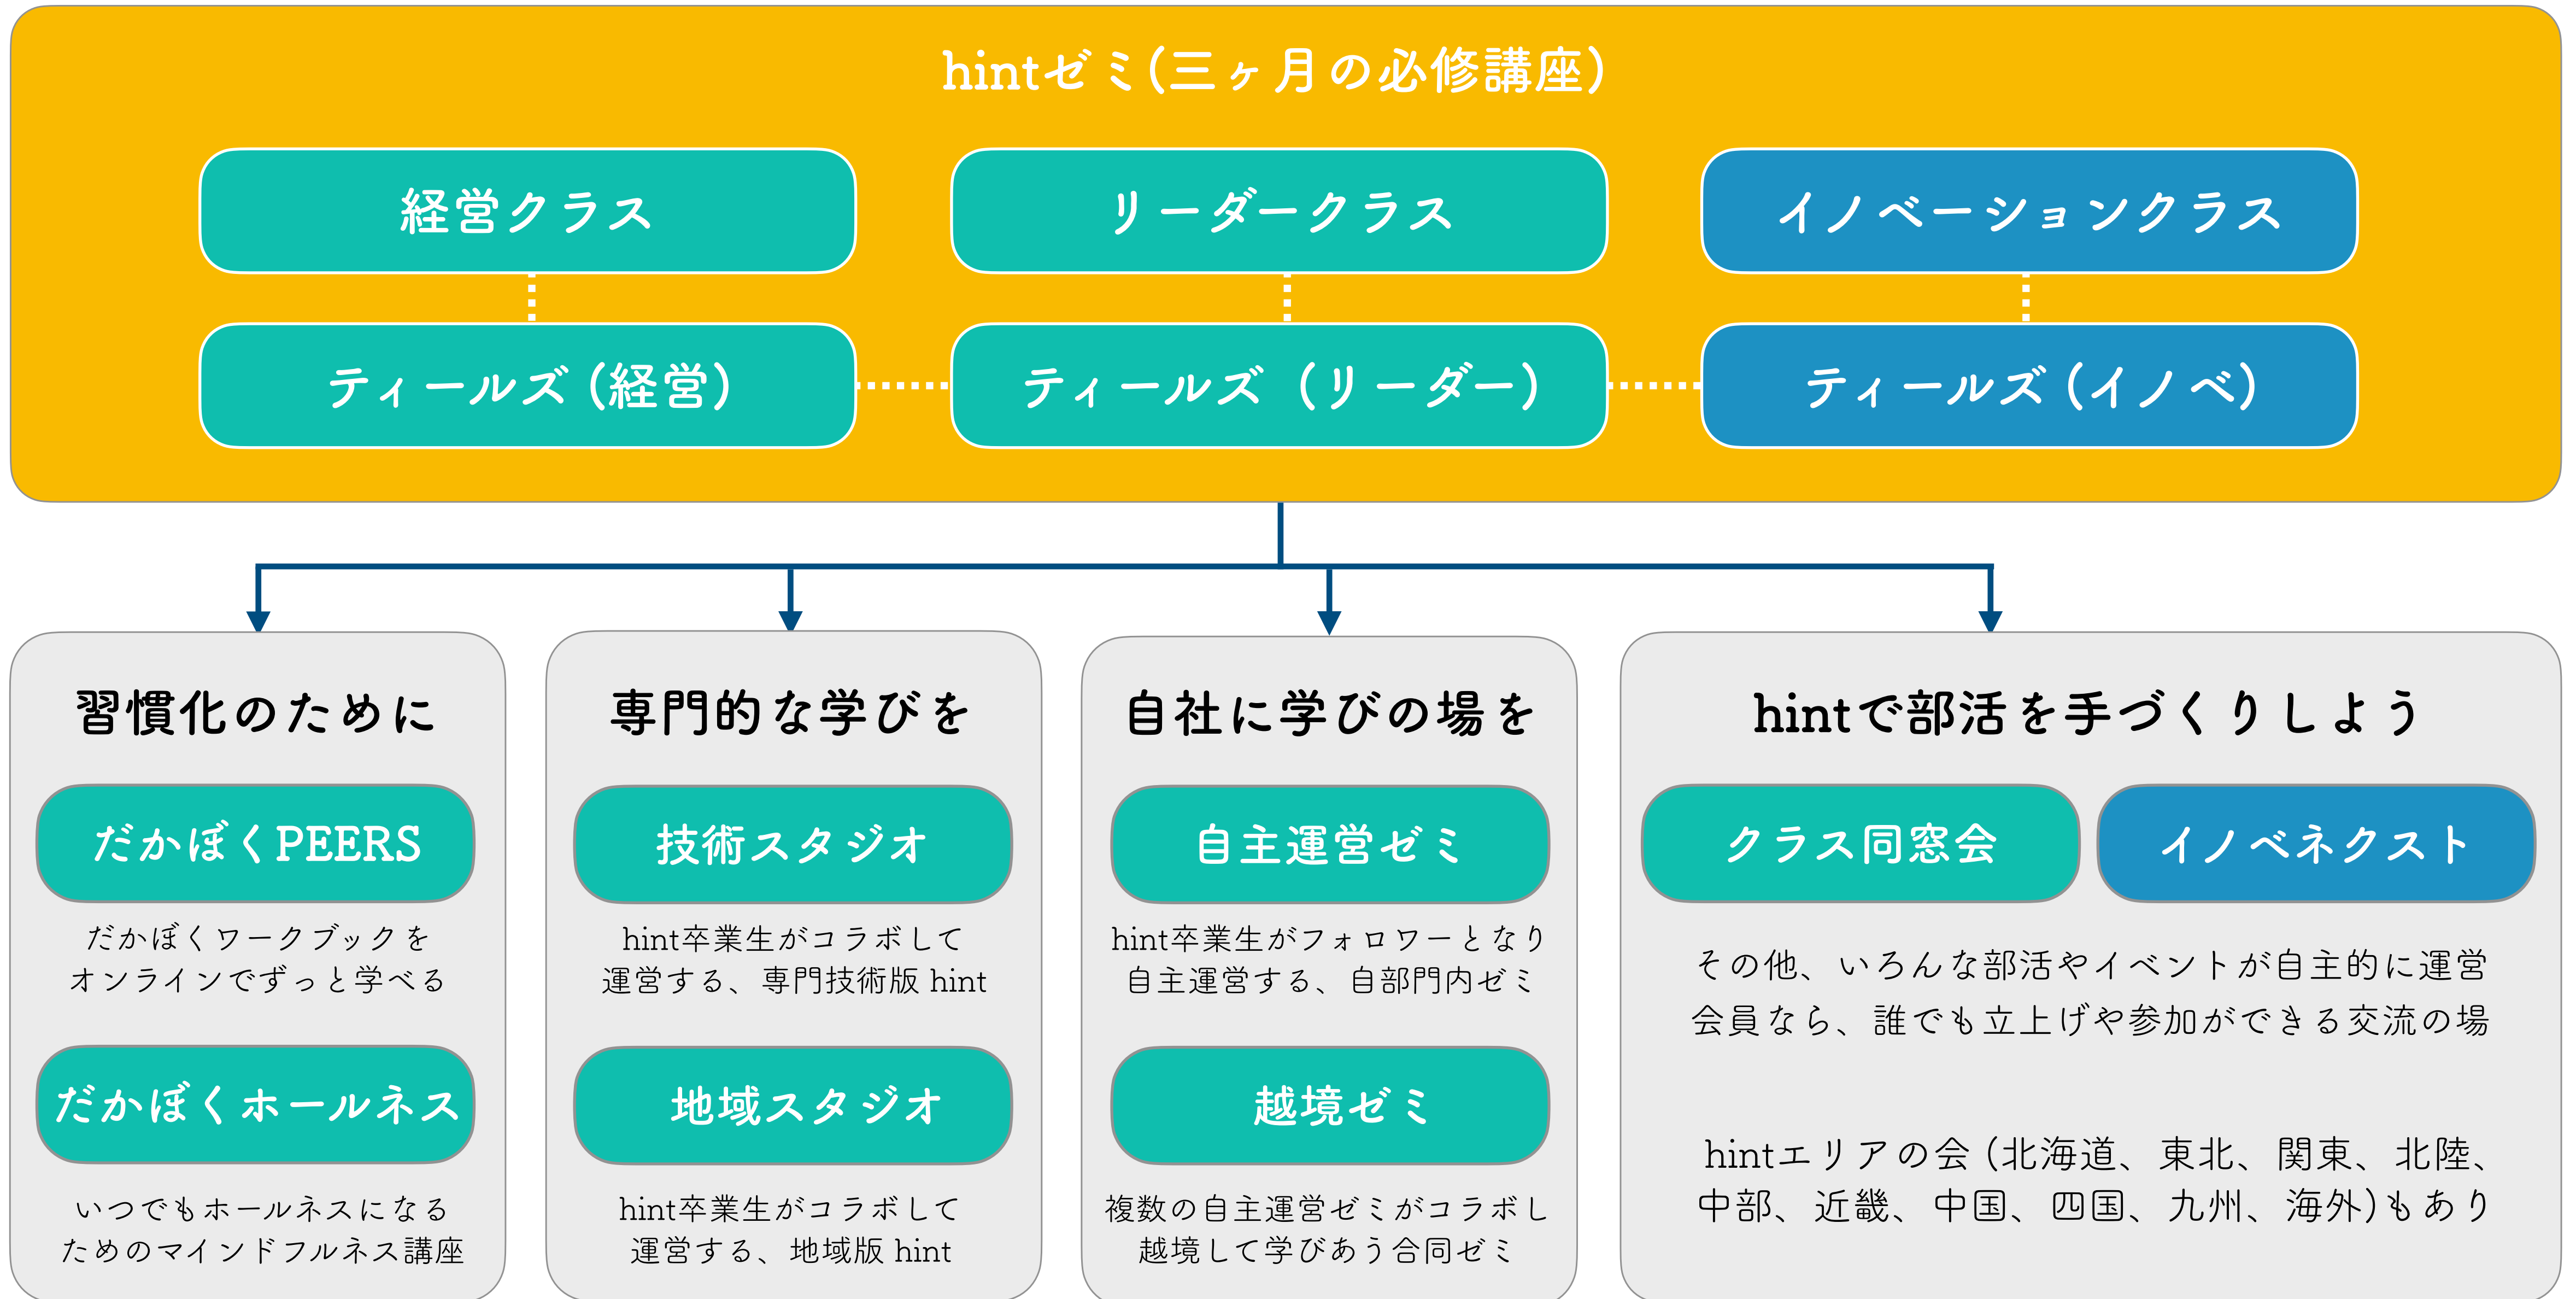 hintゼミ(三ヶ月の必修講座)
経営クラス
リーダークラス
イノベーションクラス
ティールズ (経営)
ティールズ（リーダー）
ティールズ (イノベ)
習慣化のために
だかぼくPEERS
だかぼくワークブックを
オンラインでずっと学べる
だかぼくホールネス
いつでもホールネスになる
ためのマインドフルネス講座
専門的な学びを
技術スタジオ
hint卒業生がコラボして
運営する、専門技術版 hint
地域スタジオ
hint卒業生がコラボして
運営する、地域版 hint
自社に学びの場を
自主運営ゼミ
hint卒業生がフォロワーとなり
自主運営する、自部門内ゼミ
越境ゼミ
複数の自主運営ゼミがコラボし
越境して学びあう合同ゼミ
hintで部活を手づくりしよう
クラス同窓会
イノベネクスト
その他、いろんな部活やイベントが自主的に運営
会員なら、誰でも立上げや参加ができる交流の場
hintエリアの会 (北海道、東北、関東、北陸、
中部、近畿、中国、四国、九州、海外)もあり